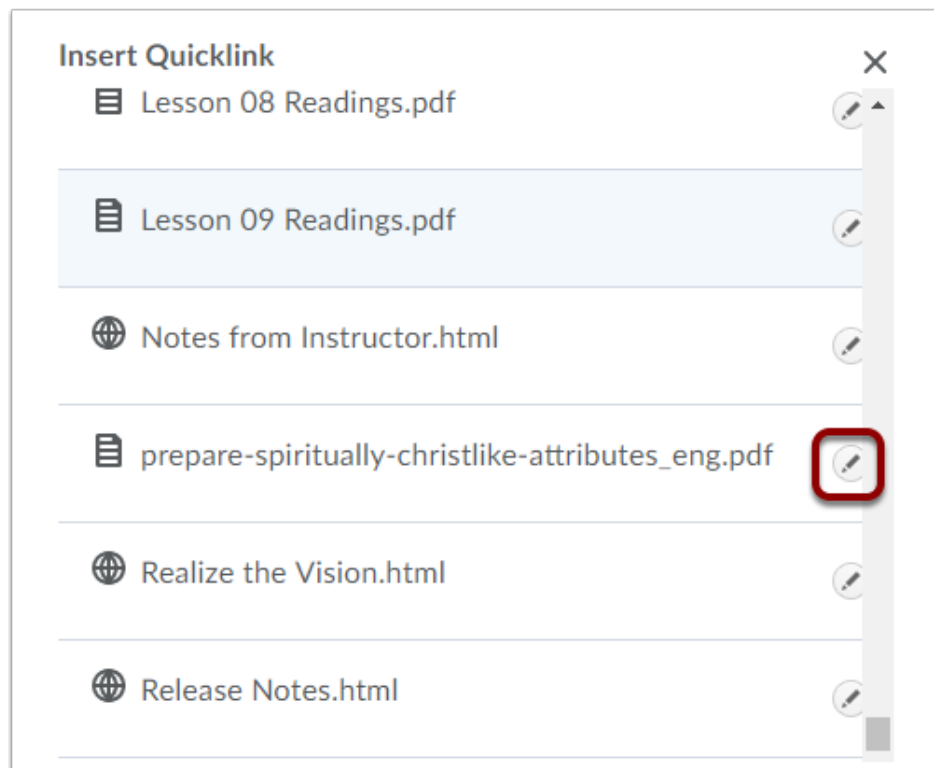 Insert Quicklink
Lesson 08 Readings.pdf
Lesson 09 Readings.pdf
Notes from Instructor.html
prepare-spiritually-christlike-attributes_eng.pdf
Realize the Vision.html
Release Notes.html